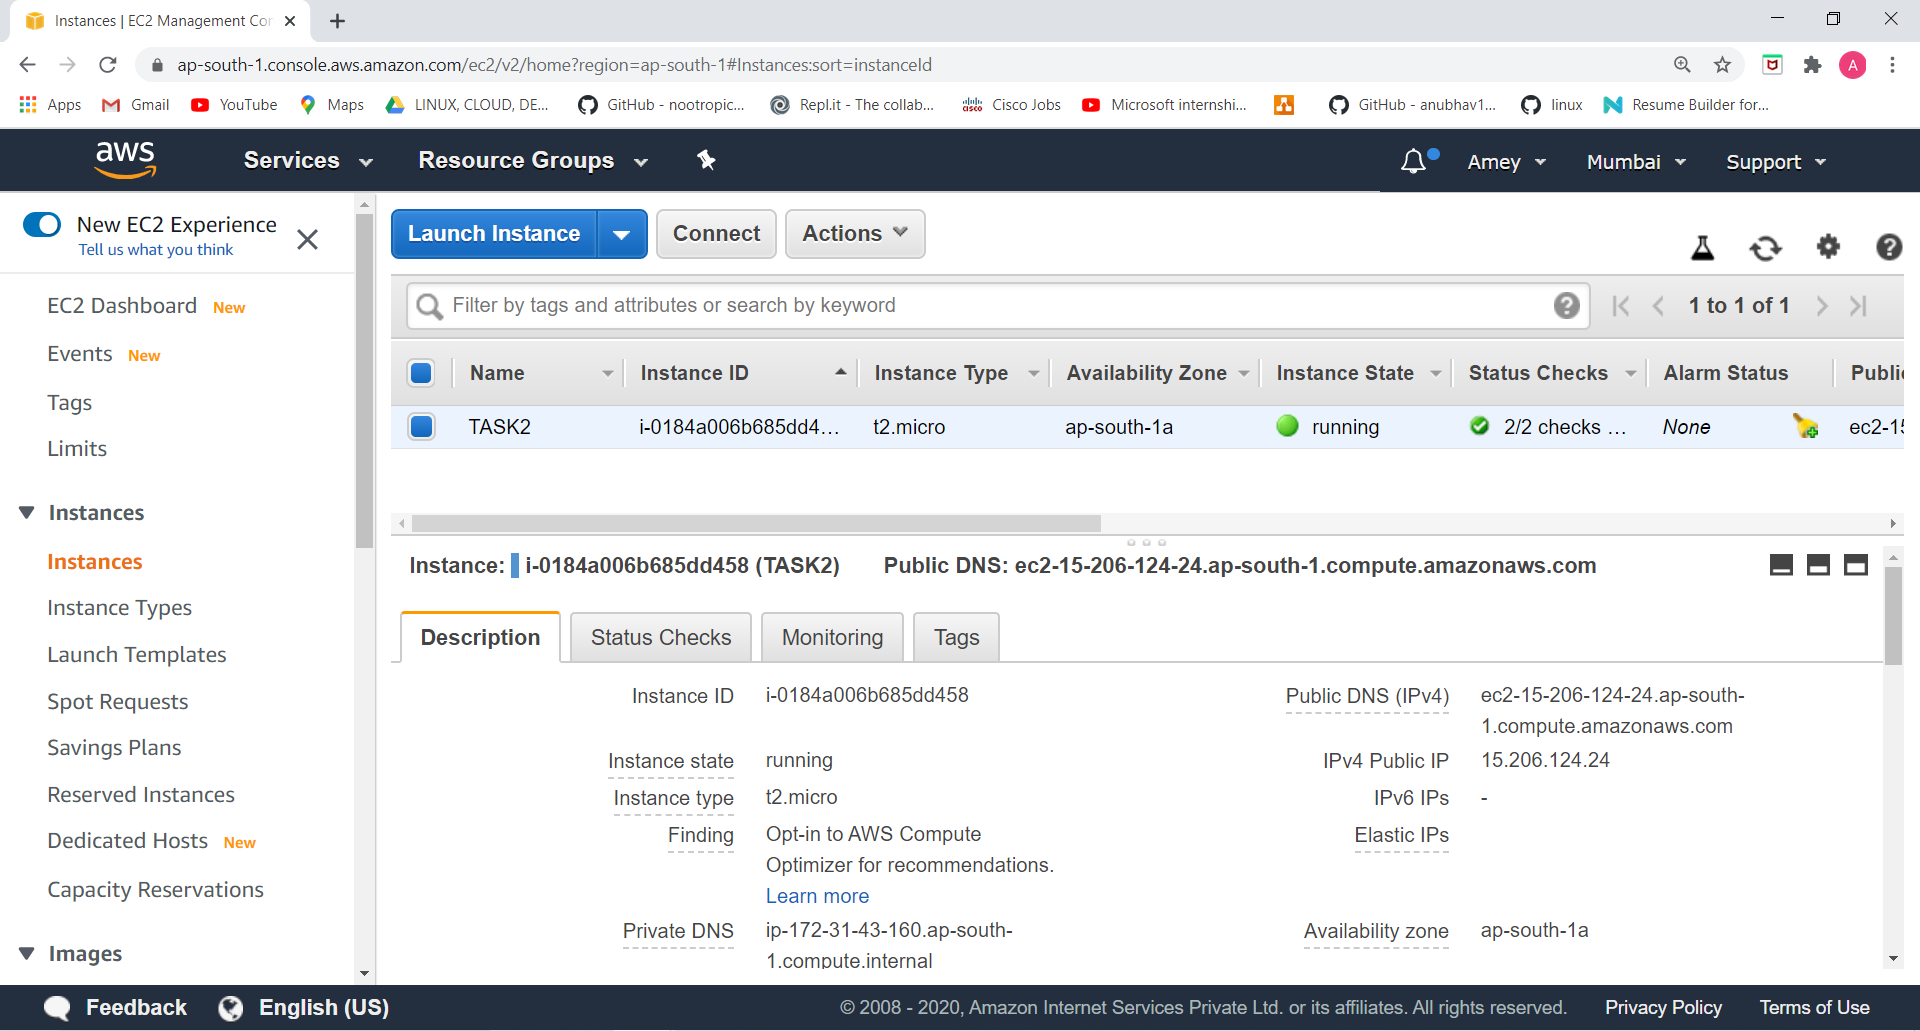 Instances | EC2 Management Con
ap-south-1.console.aws.amazon.com/ec2/v2/home?region=ap-south-1#Instances:sort=instanceId
A
Apps Gmail YouTube Maps LINUX, CLOUD, DE... GitHub - nootropic... Repl.it - The collab... Cisco Jobs Microsoft internshi... GitHub - anubhav1... linux Resume Builder for...
aws Services Resource Groups Amey Mumbai Support
New EC2 Experience
Tell us what you think
EC2 Dashboard New
Events New
Tags
Limits
Instances
Instances
Instance Types
Launch Templates
Spot Requests
Savings Plans
Reserved Instances
Dedicated Hosts New
Capacity Reservations
Images
Launch Instance Connect Actions
Filter by tags and attributes or search by keyword 1 to 1 of 1
Name Instance ID Instance Type Availability Zone Instance State Status Checks Alarm Status Public
TASK2 i-0184a006b685dd4... t2.micro ap-south-1a running 2/2 checks ... None ec2-15
Instance: i-0184a006b685dd458 (TASK2) Public DNS: ec2-15-206-124-24.ap-south-1.compute.amazonaws.com
Description Status Checks Monitoring Tags
Instance ID i-0184a006b685dd458
Instance state running
Instance type t2.micro
Finding Opt-in to AWS Compute
Optimizer for recommendations.
Learn more
Private DNS ip-172-31-43-160.ap-south-
1.compute.internal
Public DNS (IPv4) ec2-15-206-124-24.ap-south-
1.compute.amazonaws.com
IPv4 Public IP 15.206.124.24
IPv6 IPs -
Elastic IPs
Availability zone ap-south-1a
Feedback English (US) © 2008 - 2020, Amazon Internet Services Private Ltd. or its affiliates. All rights reserved. Privacy Policy Terms of Use